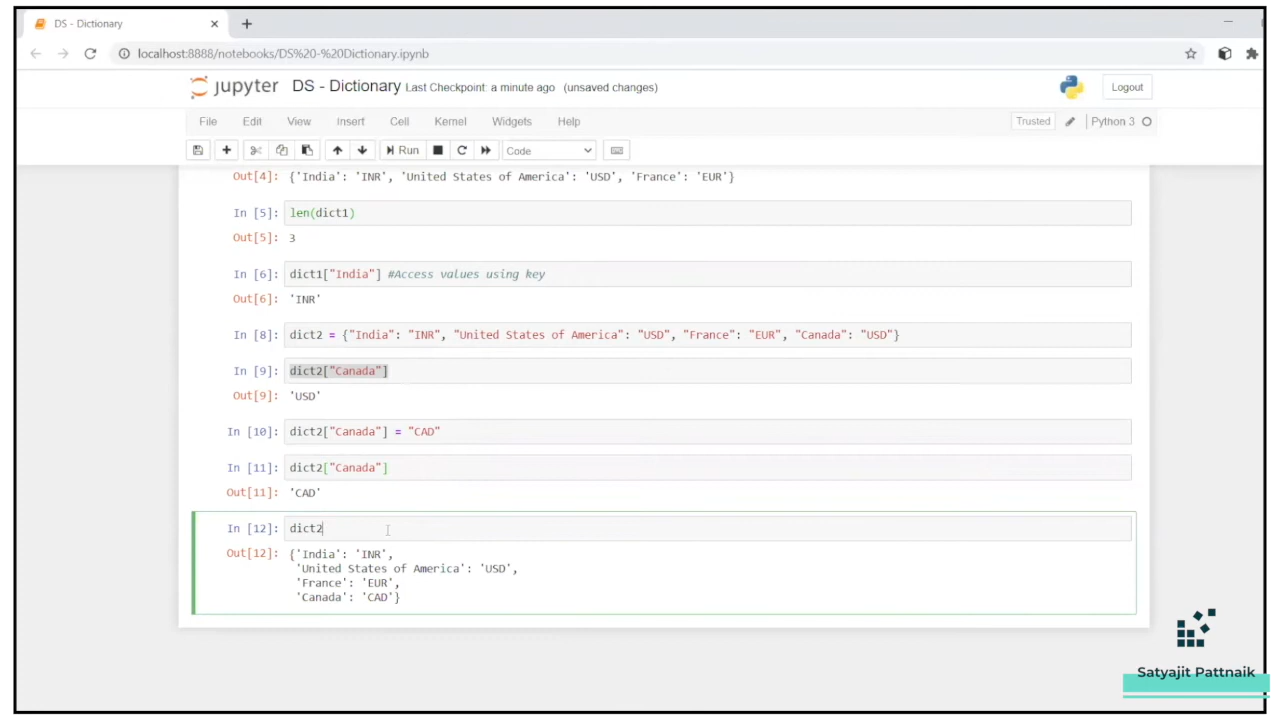 DS - Dictionary
localhost:8888/notebooks/DS%20-%20Dictionary.ipynb
jupyter DS - Dictionary Last Checkpoint: a minute ago (unsaved changes) Logout
File Edit View Insert Cell Kernel Widgets Help Trusted Python 3
Run Code
Out[4]: {'India': 'INR', 'United States of America': 'USD', 'France': 'EUR'}
In [5]: len(dict1)
Out[5]: 3
In [6]: dict1["India"] #Access values using key
Out[6]: 'INR'
In [8]: dict2 = {"India": "INR", "United States of America": "USD", "France": "EUR", "Canada": "USD"}
In [9]: dict2["Canada"]
Out[9]: 'USD'
In [10]: dict2["Canada"] = "CAD"
In [11]: dict2["Canada"]
Out[11]: 'CAD'
In [12]: dict2
Out[12]: {'India': 'INR',
'United States of America': 'USD',
'France': 'EUR',
'Canada': 'CAD'}
Satyajit Pattnaik